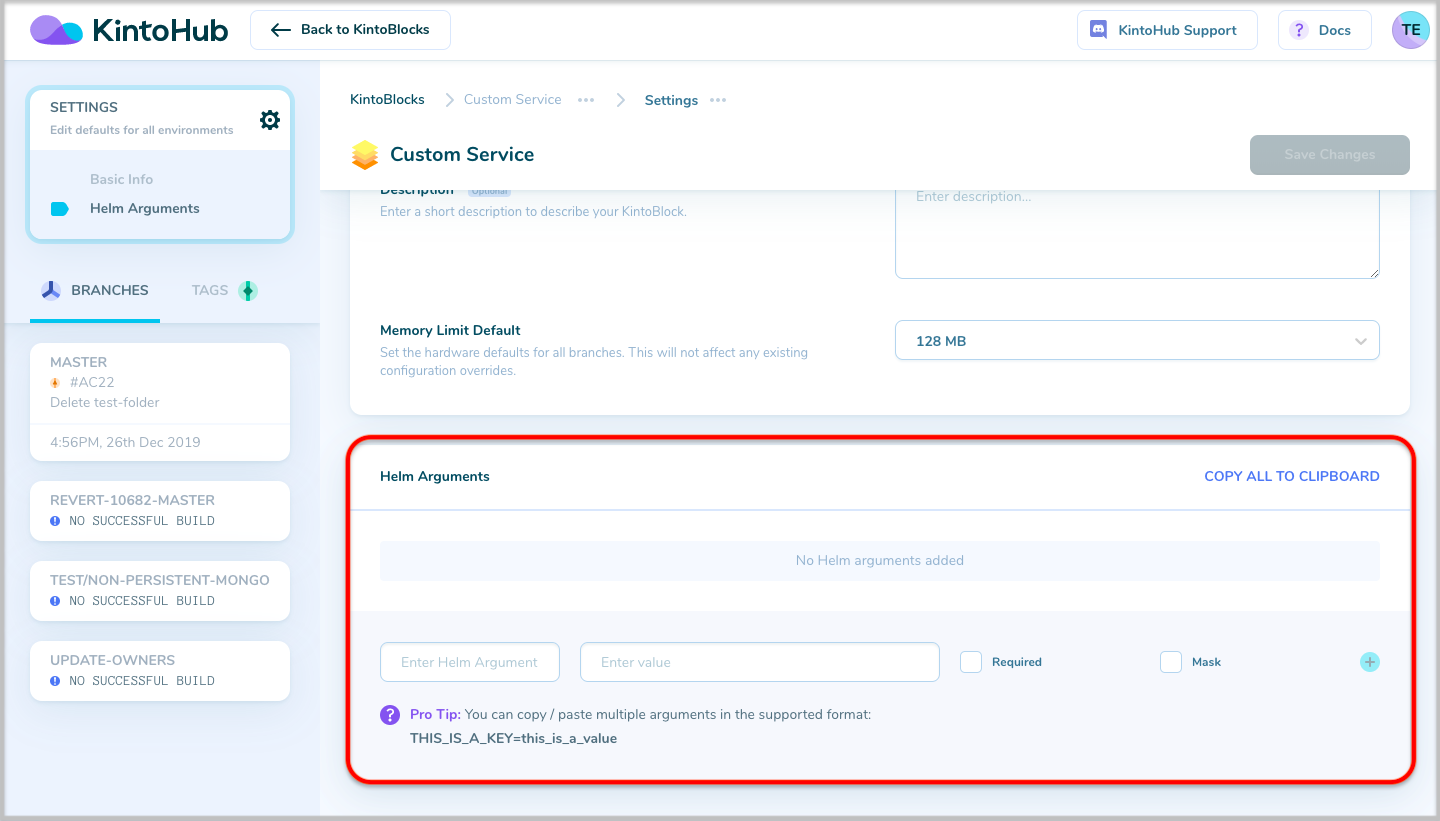 KintoHub
Back to KintoBlocks
KintoHub Support
? Docs
TE
SETTINGS
Edit defaults for all environments
Basic Info
Helm Arguments
BRANCHES
TAGS
MASTER
#AC22
Delete test-folder
4:56PM, 26th Dec 2019
REVERT-10682-MASTER
NO SUCCESSFUL BUILD
TEST/NON-PERSISTENT-MONGO
NO SUCCESSFUL BUILD
UPDATE-OWNERS
NO SUCCESSFUL BUILD
KintoBlocks
Custom Service
Settings
Custom Service
Save Changes
Description Optional
Enter a short description to describe your KintoBlock.
Enter description...
Memory Limit Default
Set the hardware defaults for all branches. This will not affect any existing
configuration overrides.
128 MB
Helm Arguments
COPY ALL TO CLIPBOARD
No Helm arguments added
Enter Helm Argument
Enter value
Required
Mask
? Pro Tip: You can copy / paste multiple arguments in the supported format:
THIS_IS_A_KEY=this_is_a_value